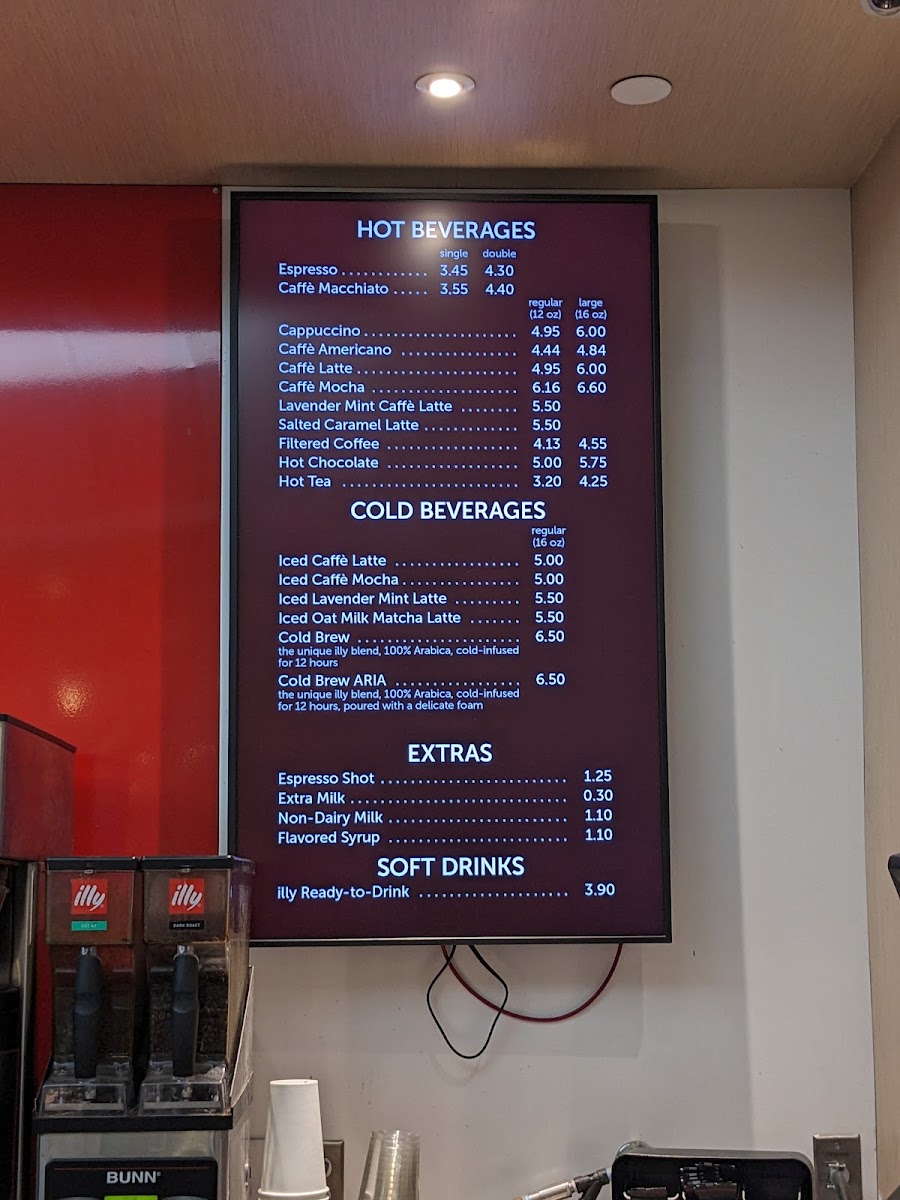 HOT BEVERAGES
single double
Espresso ............ 3.45 4.30
Caffè Macchiato ..... 3.55 4.40
regular large
(12 oz) (16 oz)
Cappuccino ...................... 4.95 6.00
Caffè Americano ................. 4.44 4.84
Caffè Latte ....................... 4.95 6.00
Caffè Mocha ..................... 6.16 6.60
Lavender Mint Caffè Latte ........ 5.50
Salted Caramel Latte ............. 5.50
Filtered Coffee ................... 4.13 4.55
Hot Chocolate ................... 5.00 5.75
Hot Tea ......................... 3.20 4.25
COLD BEVERAGES
regular
(16 oz)
Iced Caffè Latte .................. 5.00
Iced Caffè Mocha ................. 5.00
Iced Lavender Mint Latte ......... 5.50
Iced Oat Milk Matcha Latte ....... 5.50
Cold Brew ....................... 6.50
the unique illy blend, 100% Arabica, cold-infused
for 12 hours
Cold Brew ARIA .................. 6.50
the unique illy blend, 100% Arabica, cold-infused
for 12 hours, poured with a delicate foam
EXTRAS
Espresso Shot .......................... 1.25
Extra Milk .............................. 0.30
Non-Dairy Milk ......................... 1.10
Flavored Syrup ......................... 1.10
SOFT DRINKS
illy Ready-to-Drink ..................... 3.90
illy illy
DECAF DARK ROAST
BUNN®